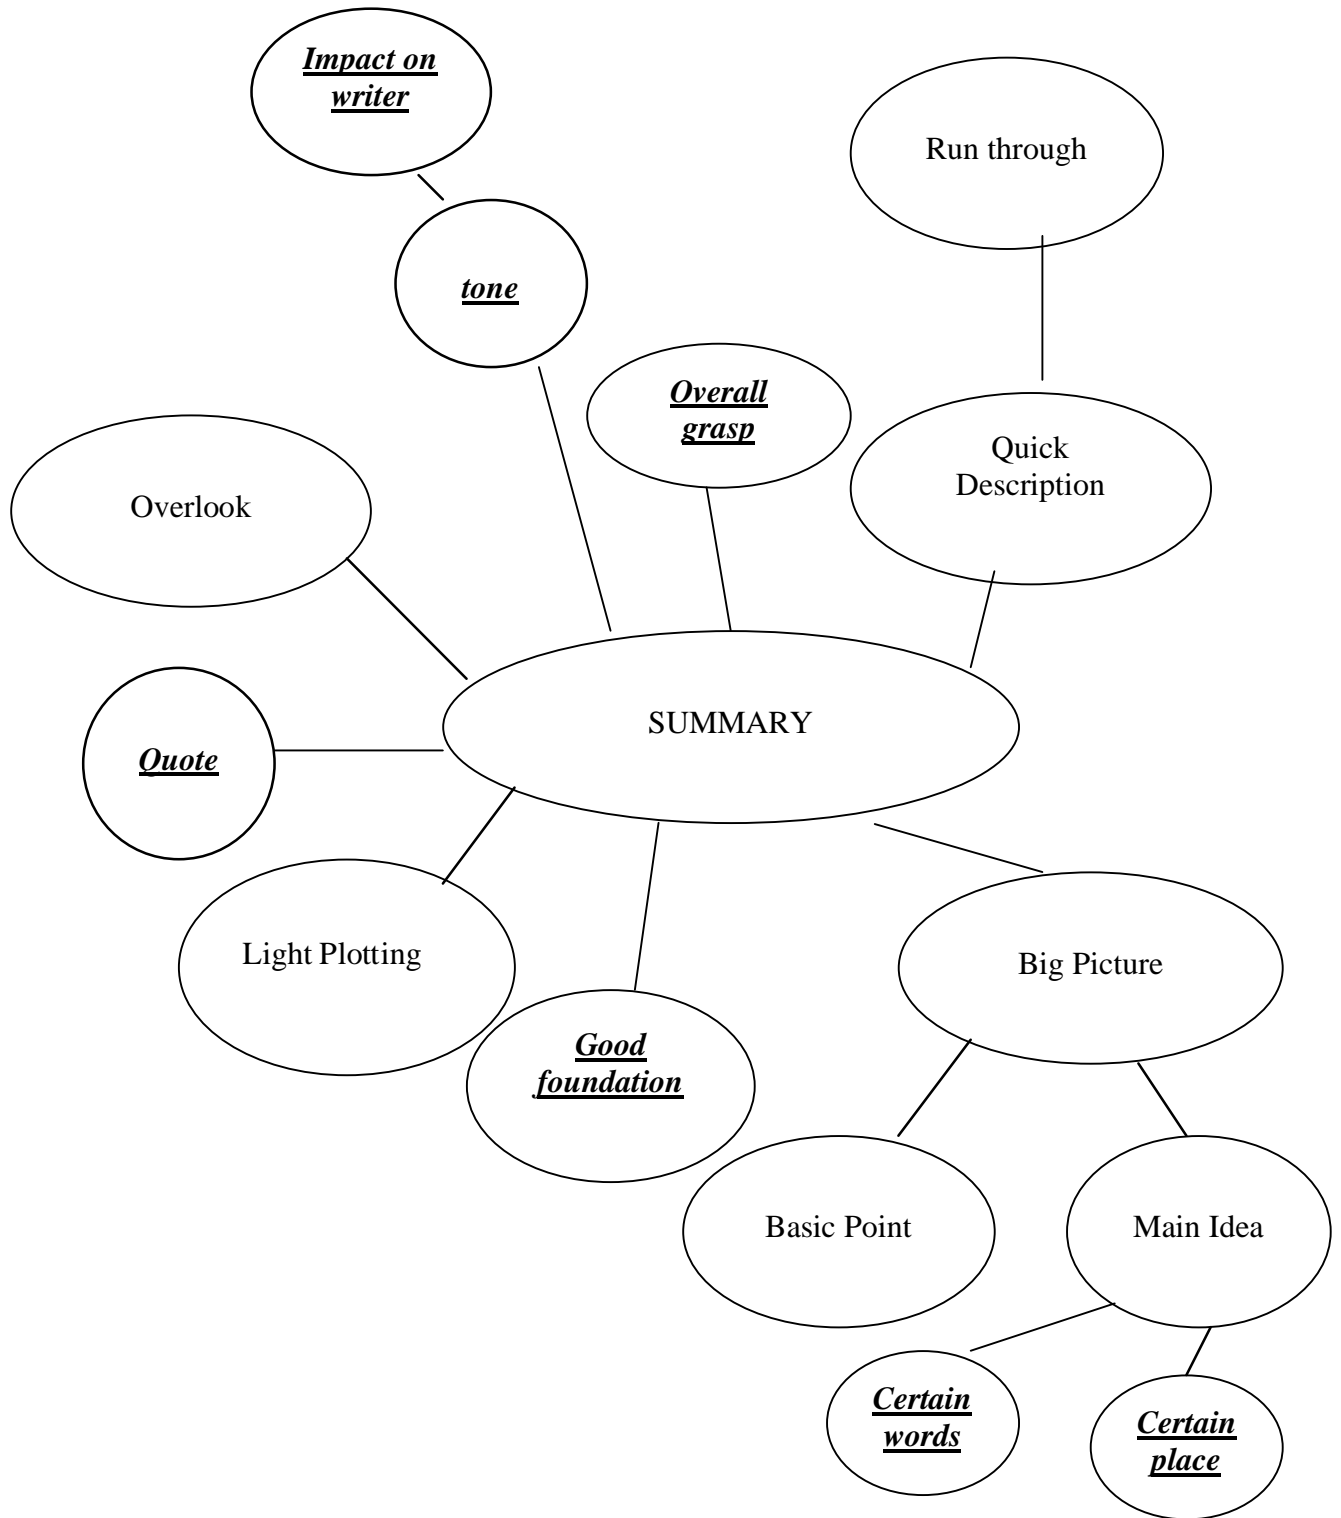 Impact on
writer
Run through
tone
Overall
grasp
Quick
Description
Overlook
SUMMARY
Quote
Light Plotting
Big Picture
Good
foundation
Basic Point
Main Idea
Certain
words
Certain
place